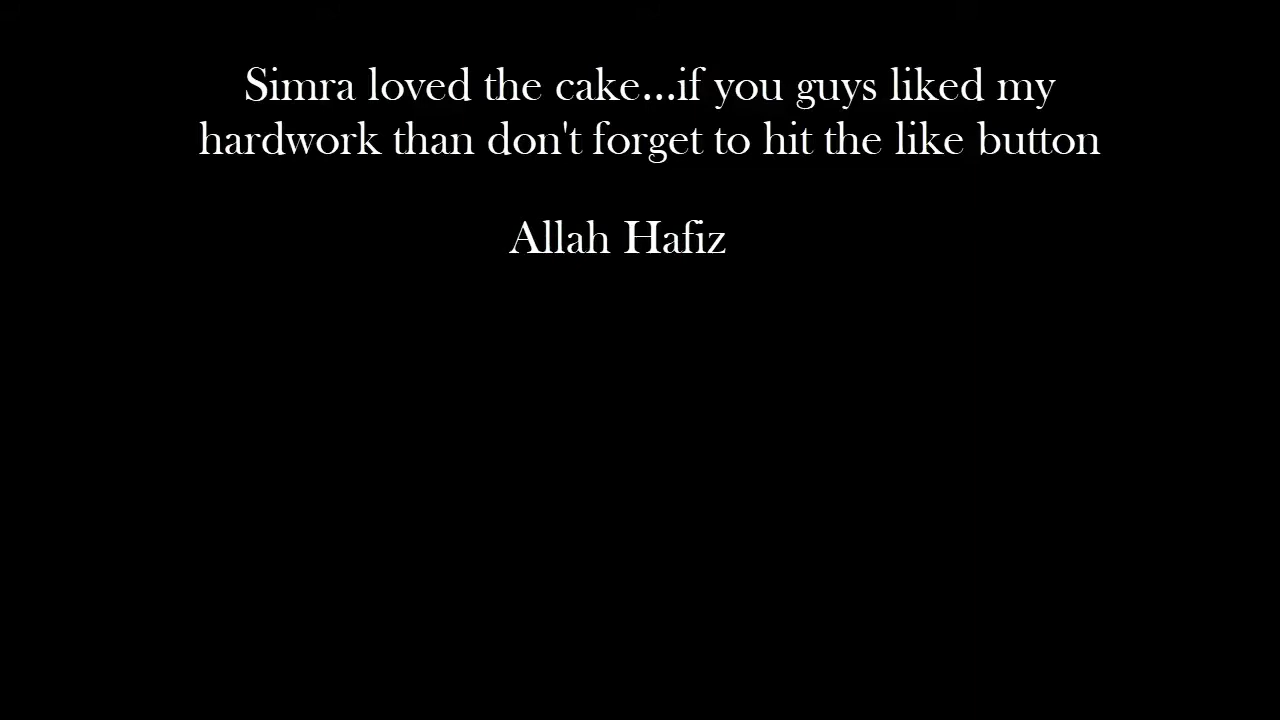 Simra loved the cake...if you guys liked my
hardwork than don't forget to hit the like button
Allah Hafiz